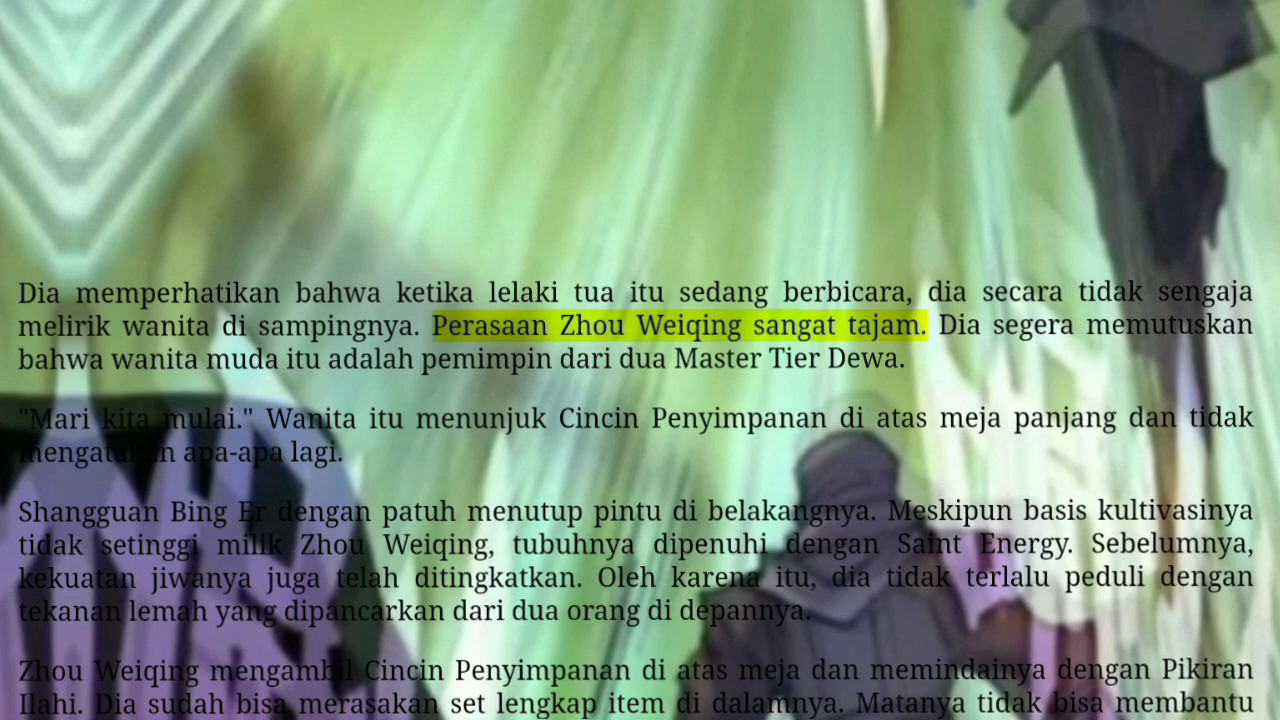 Dia memperhatikan bahwa ketika lelaki tua itu sedang berbicara, dia secara tidak sengaja
melirik wanita di sampingnya. Perasaan Zhou Weiqing sangat tajam. Dia segera memutuskan
bahwa wanita muda itu adalah pemimpin dari dua Master Tier Dewa.
"Mari kita mulai." Wanita itu menunjuk Cincin Penyimpanan di atas meja panjang dan tidak
mengatakan apa-apa lagi.
Shangguan Bing Er dengan patuh menutup pintu di belakangnya. Meskipun basis kultivasinya
tidak setinggi milik Zhou Weiqing, tubuhnya dipenuhi dengan Saint Energy. Sebelumnya,
kekuatan jiwanya juga telah ditingkatkan. Oleh karena itu, dia tidak terlalu peduli dengan
tekanan lemah yang dipancarkan dari dua orang di depannya.
Zhou Weiqing mengambil Cincin Penyimpanan di atas meja dan memindainya dengan Pikiran
Ilahi. Dia sudah bisa merasakan set lengkap item di dalamnya. Matanya tidak bisa membantu